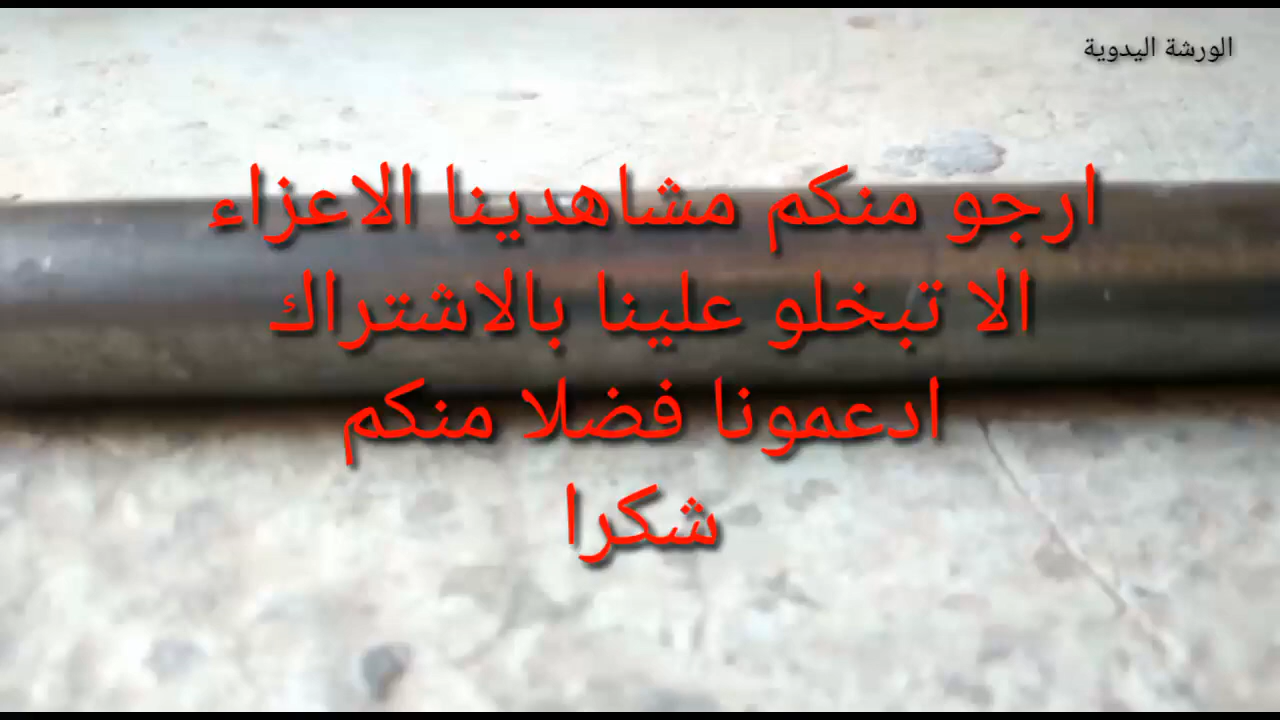 الورشة اليدوية
ارجو منكم مشاهدينا الاعزاء
الا تبخلو علينا بالاشتراك
ادعمونا فضلا منكم
شكرا